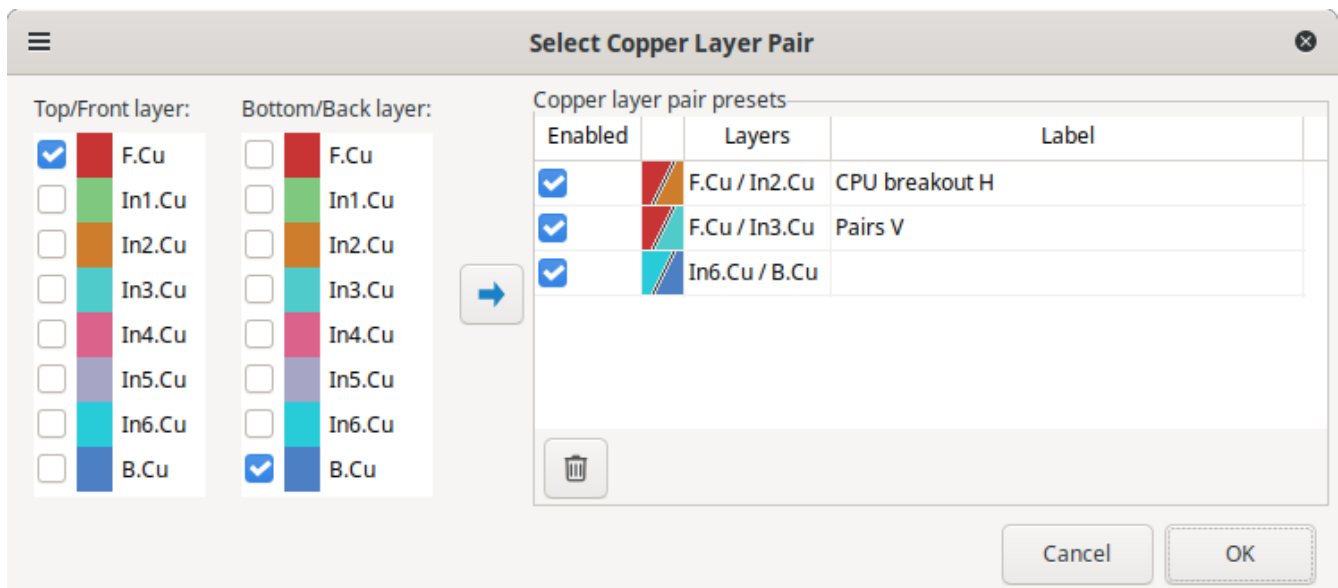 Select Copper Layer Pair
Top/Front layer:
F.Cu
In1.Cu
In2.Cu
In3.Cu
In4.Cu
In5.Cu
In6.Cu
B.Cu
Bottom/Back layer:
F.Cu
In1.Cu
In2.Cu
In3.Cu
In4.Cu
In5.Cu
In6.Cu
B.Cu
Copper layer pair presets
Enabled Layers Label
F.Cu / In2.Cu CPU breakout H
F.Cu / In3.Cu Pairs V
In6.Cu / B.Cu
Cancel OK